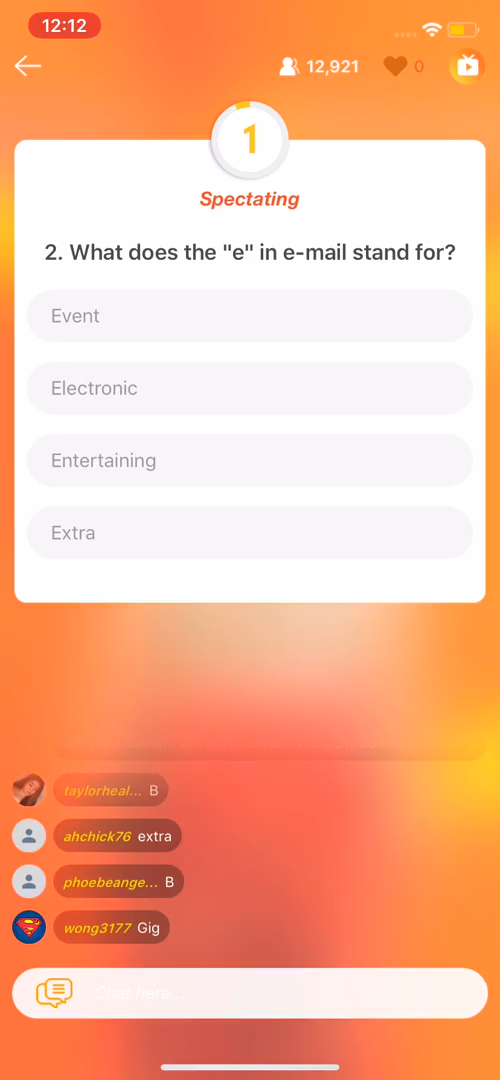 12:12
12,921
0
1
Spectating
2. What does the "e" in e-mail stand for?
Event
Electronic
Entertaining
Extra
taylorheal... B
ahchick76 extra
phoebeange... B
wong3177 Gig
Chat here...